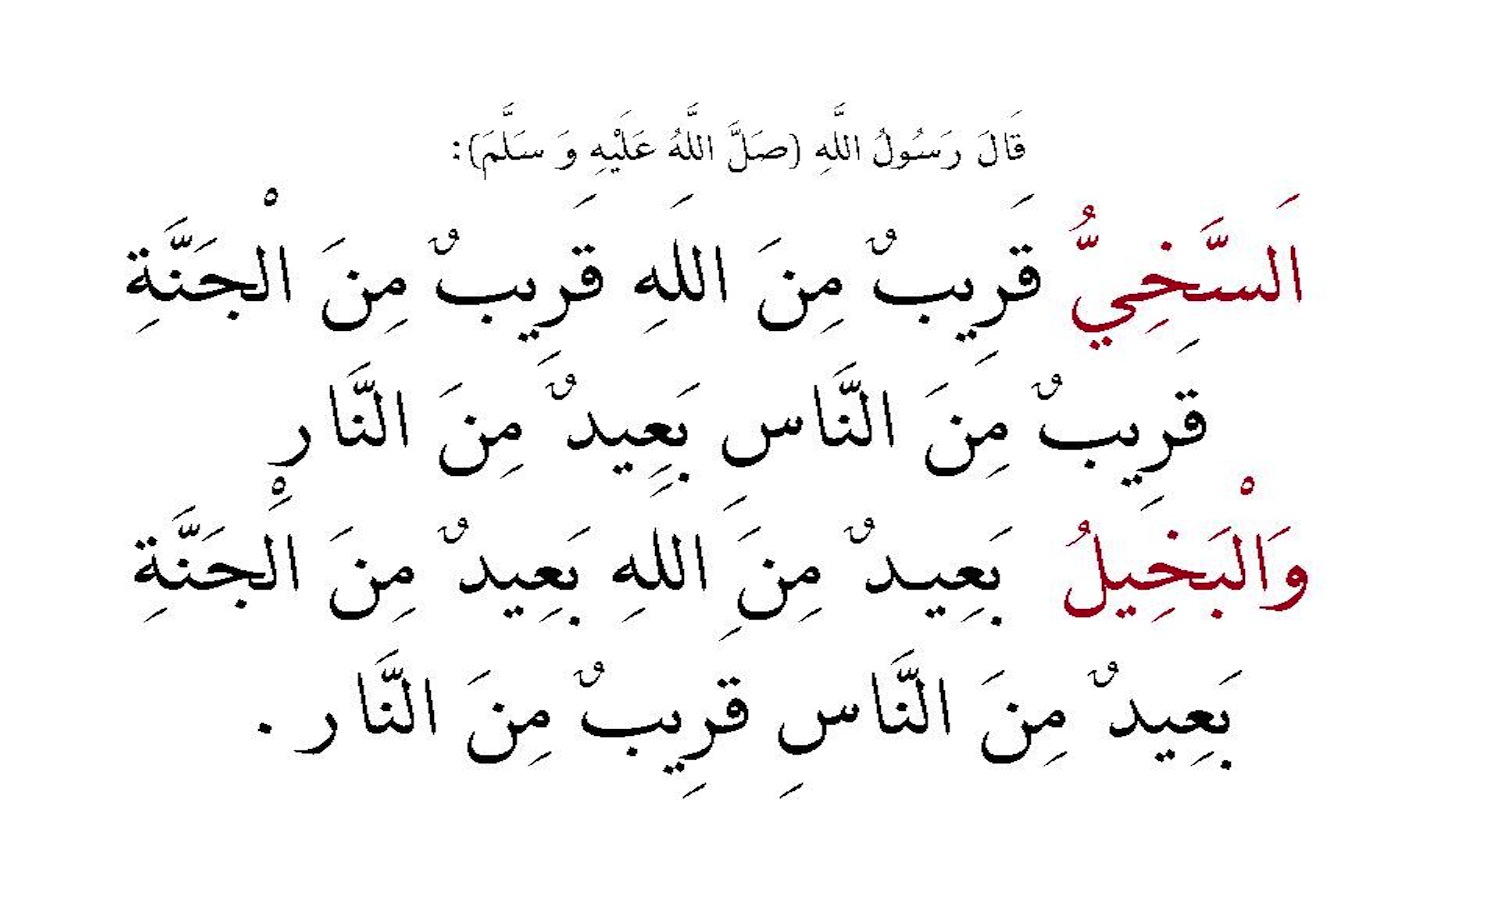 قَالَ رَسُولُ اللَّهِ (صَلَّ اللَّهُ عَلَيْهِ وَ سَلَّمَ):
اَلسَّخِيُّ قَرِيبٌ مِنَ اللهِ قَرِيبٌ مِنَ الْجَنَّةِ
قَرِيبٌ مِنَ النَّاسِ بَعِيدٌ مِنَ النَّارِ
وَالْبَخِيلُ بَعِيدٌ مِنَ اللهِ بَعِيدٌ مِنَ الْجَنَّةِ
بَعِيدٌ مِنَ النَّاسِ قَرِيبٌ مِنَ النَّارِ .